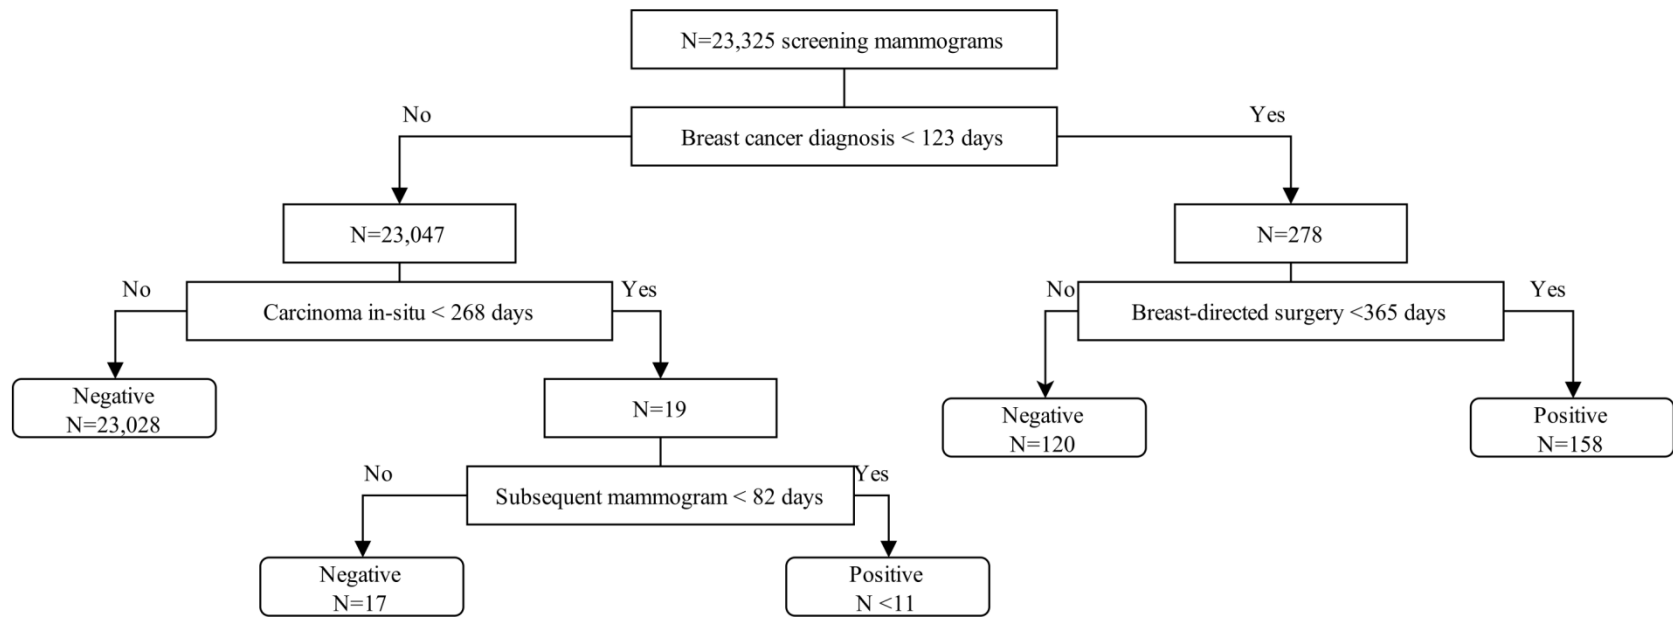 N=23,325 screening mammograms
No
Yes
Breast cancer diagnosis < 123 days
N=23,047
N=278
No
Yes
Carcinoma in-situ < 268 days
No
Yes
Breast-directed surgery <365 days
Negative
N=23,028
N=19
Negative
N=120
Positive
N=158
No
Yes
Subsequent mammogram < 82 days
Negative
N=17
Positive
N <11